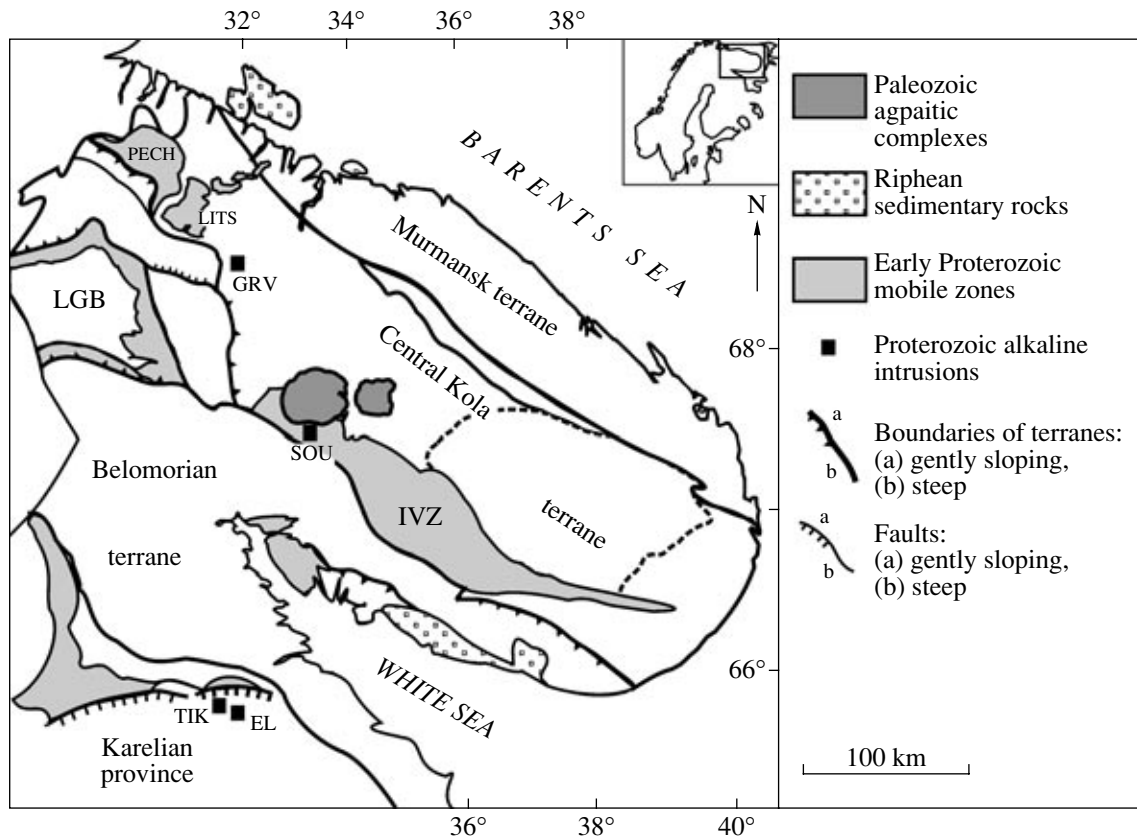 32° 34° 36° 38°
PECH
LITS
GRV
LGB
BARENTS SEA
N
Murmansk terrane
68°
Central Kola
SOU
Belomorian
IVZ
terrane
terrane
66°
WHITE SEA
TIK
EL
Karelian
province
36° 38° 40°
Paleozoic
agpaitic
complexes
Riphean
sedimentary rocks
Early Proterozoic
mobile zones
Proterozoic alkaline
intrusions
a
b
Boundaries of terranes:
(a) gently sloping,
(b) steep
a
b
Faults:
(a) gently sloping,
(b) steep
100 km